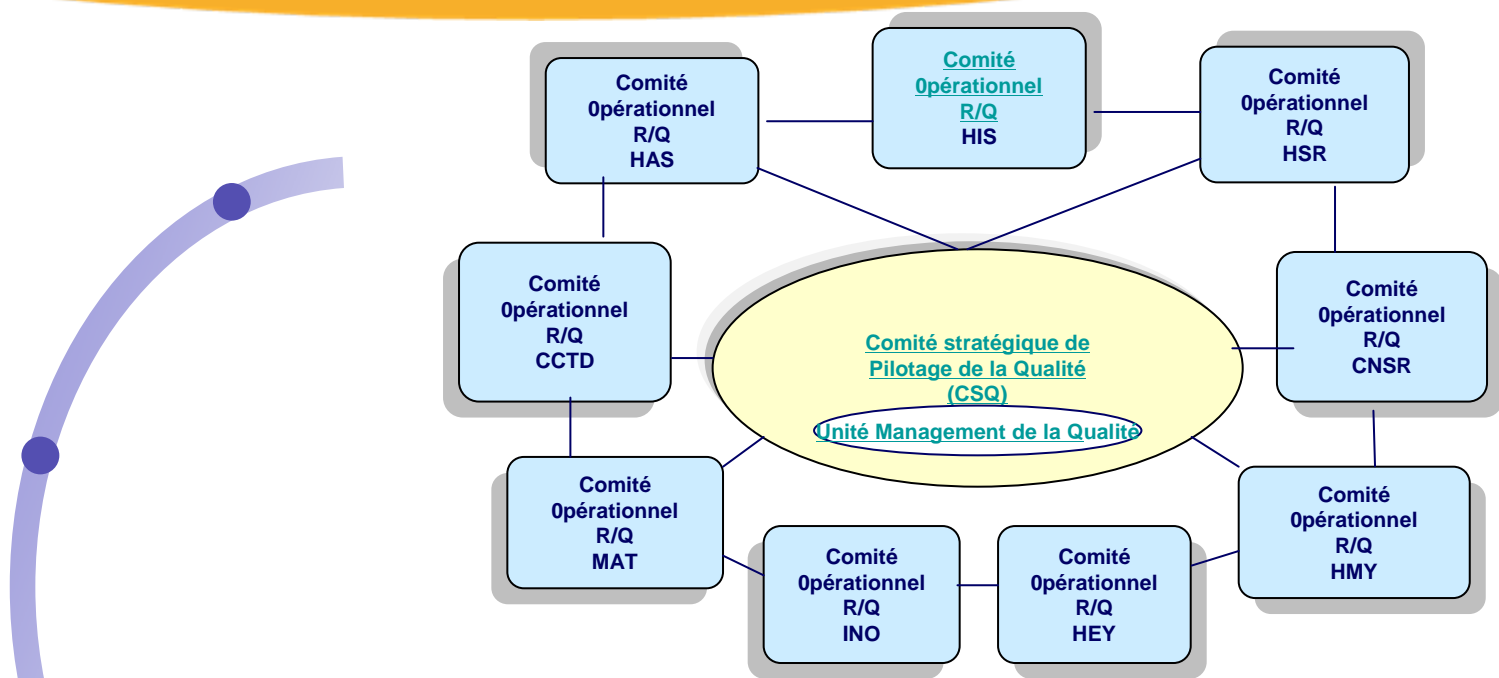 Comité
0pérationnel
R/Q
HAS
Comité
0pérationnel
R/Q
HIS
Comité
0pérationnel
R/Q
HSR
Comité
0pérationnel
R/Q
CCTD
Comité stratégique de
Pilotage de la Qualité
(CSQ)
Unité Management de la Qualité
Comité
0pérationnel
R/Q
CNSR
Comité
0pérationnel
R/Q
MAT
Comité
0pérationnel
R/Q
INO
Comité
0pérationnel
R/Q
HEY
Comité
0pérationnel
R/Q
HMY